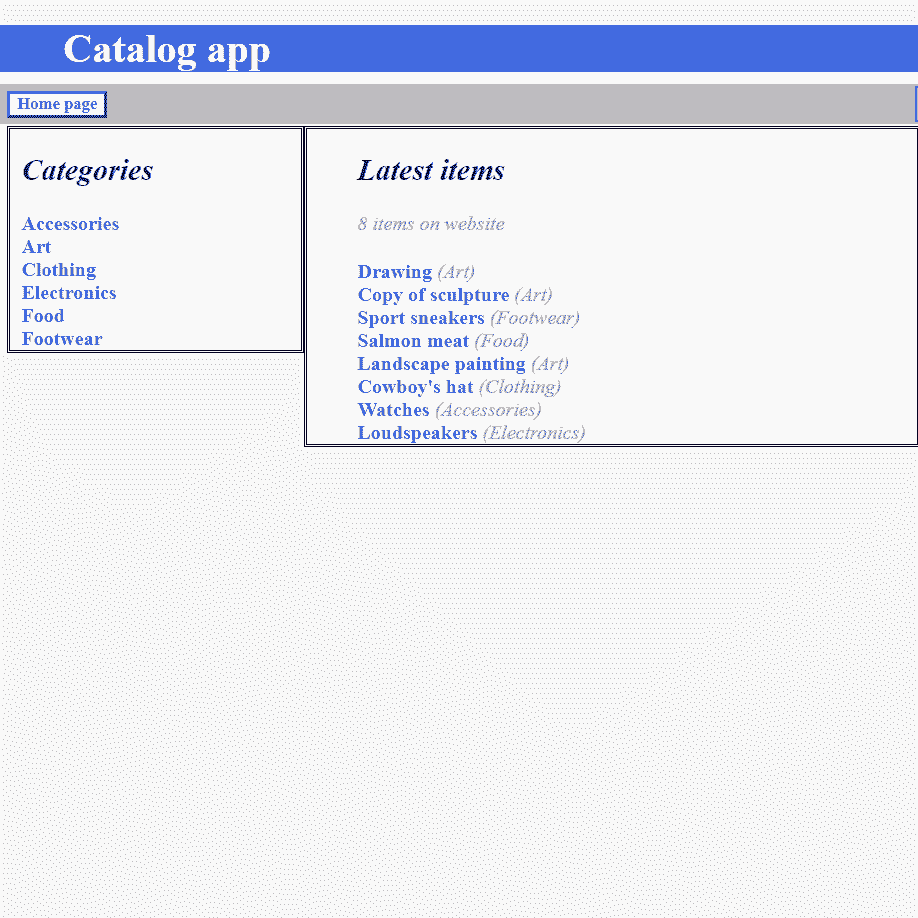 Catalog app
Home page
Categories
Accessories
Art
Clothing
Electronics
Food
Footwear
Latest items
8 items on website
Drawing (Art)
Copy of sculpture (Art)
Sport sneakers (Footwear)
Salmon meat (Food)
Landscape painting (Art)
Cowboy's hat (Clothing)
Watches (Accessories)
Loudspeakers (Electronics)